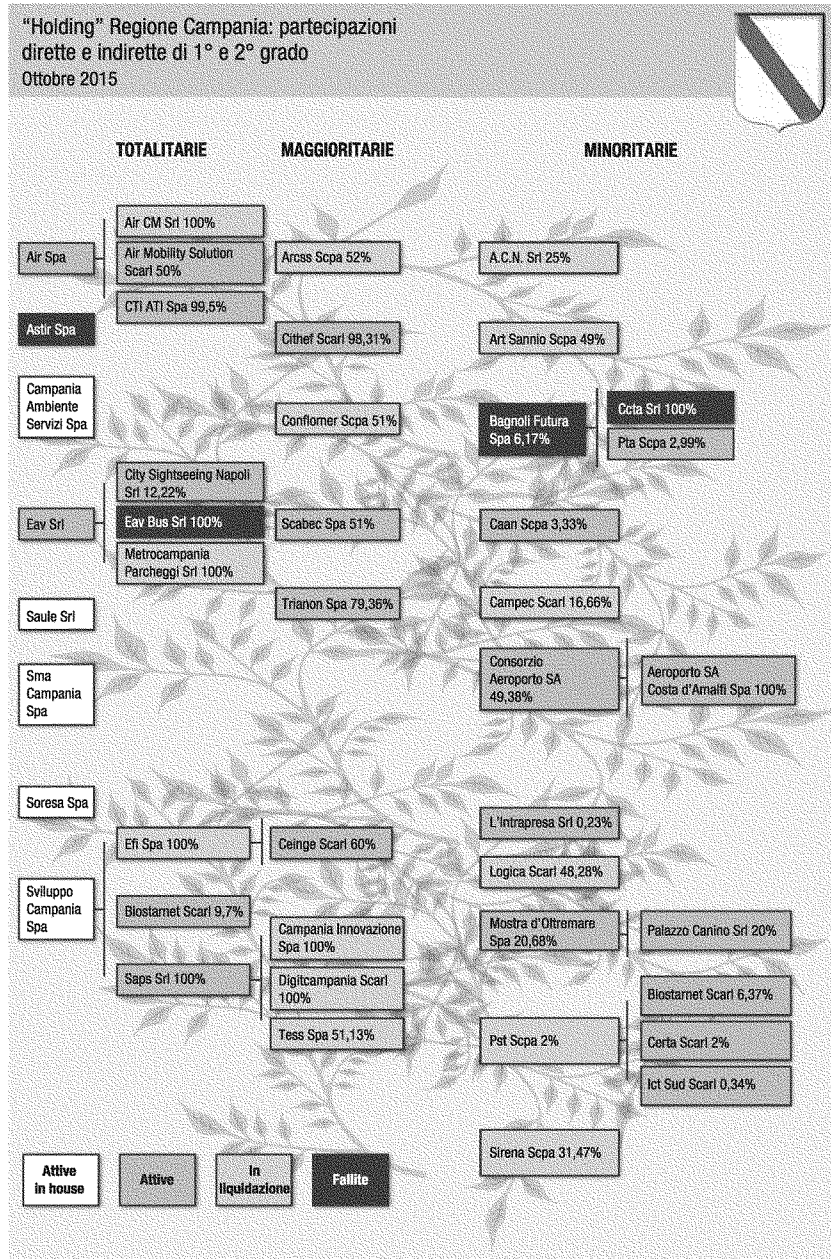 “Holding” Regione Campania: partecipazioni
dirette e indirette di 1° e 2° grado
Ottobre 2015
TOTALITARIE
MAGGIORITARIE
MINORITARIE
Air Spa
Air CM Srl 100%
Air Mobility Solution
Scarl 50%
CTI ATI Spa 99,5%
Astir Spa
Campania
Ambiente
Servizi Spa
Eav Srl
City Sightseeing Napoli
Srl 12,22%
Eav Bus Srl 100%
Metrocampania
Parcheggi Srl 100%
Saule Srl
Sma
Campania
Spa
Soresa Spa
Sviluppo
Campania
Spa
Efi Spa 100%
Ceinge Scarl 60%
Biostarnet Scarl 9,7%
Saps Srl 100%
Campania Innovazione
Spa 100%
Digitcampania Scarl
100%
Tess Spa 51,13%
Arcss Scpa 52%
Cithef Scarl 98,31%
Conflomer Scpa 51%
Scabec Spa 51%
Trianon Spa 79,36%
A.C.N. Srl 25%
Art Sannio Scpa 49%
Bagnoli Futura
Spa 6,17%
Ccta Srl 100%
Pta Scpa 2,99%
Caan Scpa 3,33%
Campec Scarl 16,66%
Consorzio
Aeroporto SA
49,38%
Aeroporto SA
Costa d'Amalfi Spa 100%
L'Intrapresa Srl 0,23%
Logica Scarl 48,28%
Mostra d'Oltremare
Spa 20,68%
Palazzo Canino Srl 20%
Pst Scpa 2%
Biostarnet Scarl 6,37%
Certa Scarl 2%
Ict Sud Scarl 0,34%
Sirena Scpa 31,47%
Attive
in house
Attive
In
liquidazione
Fallite